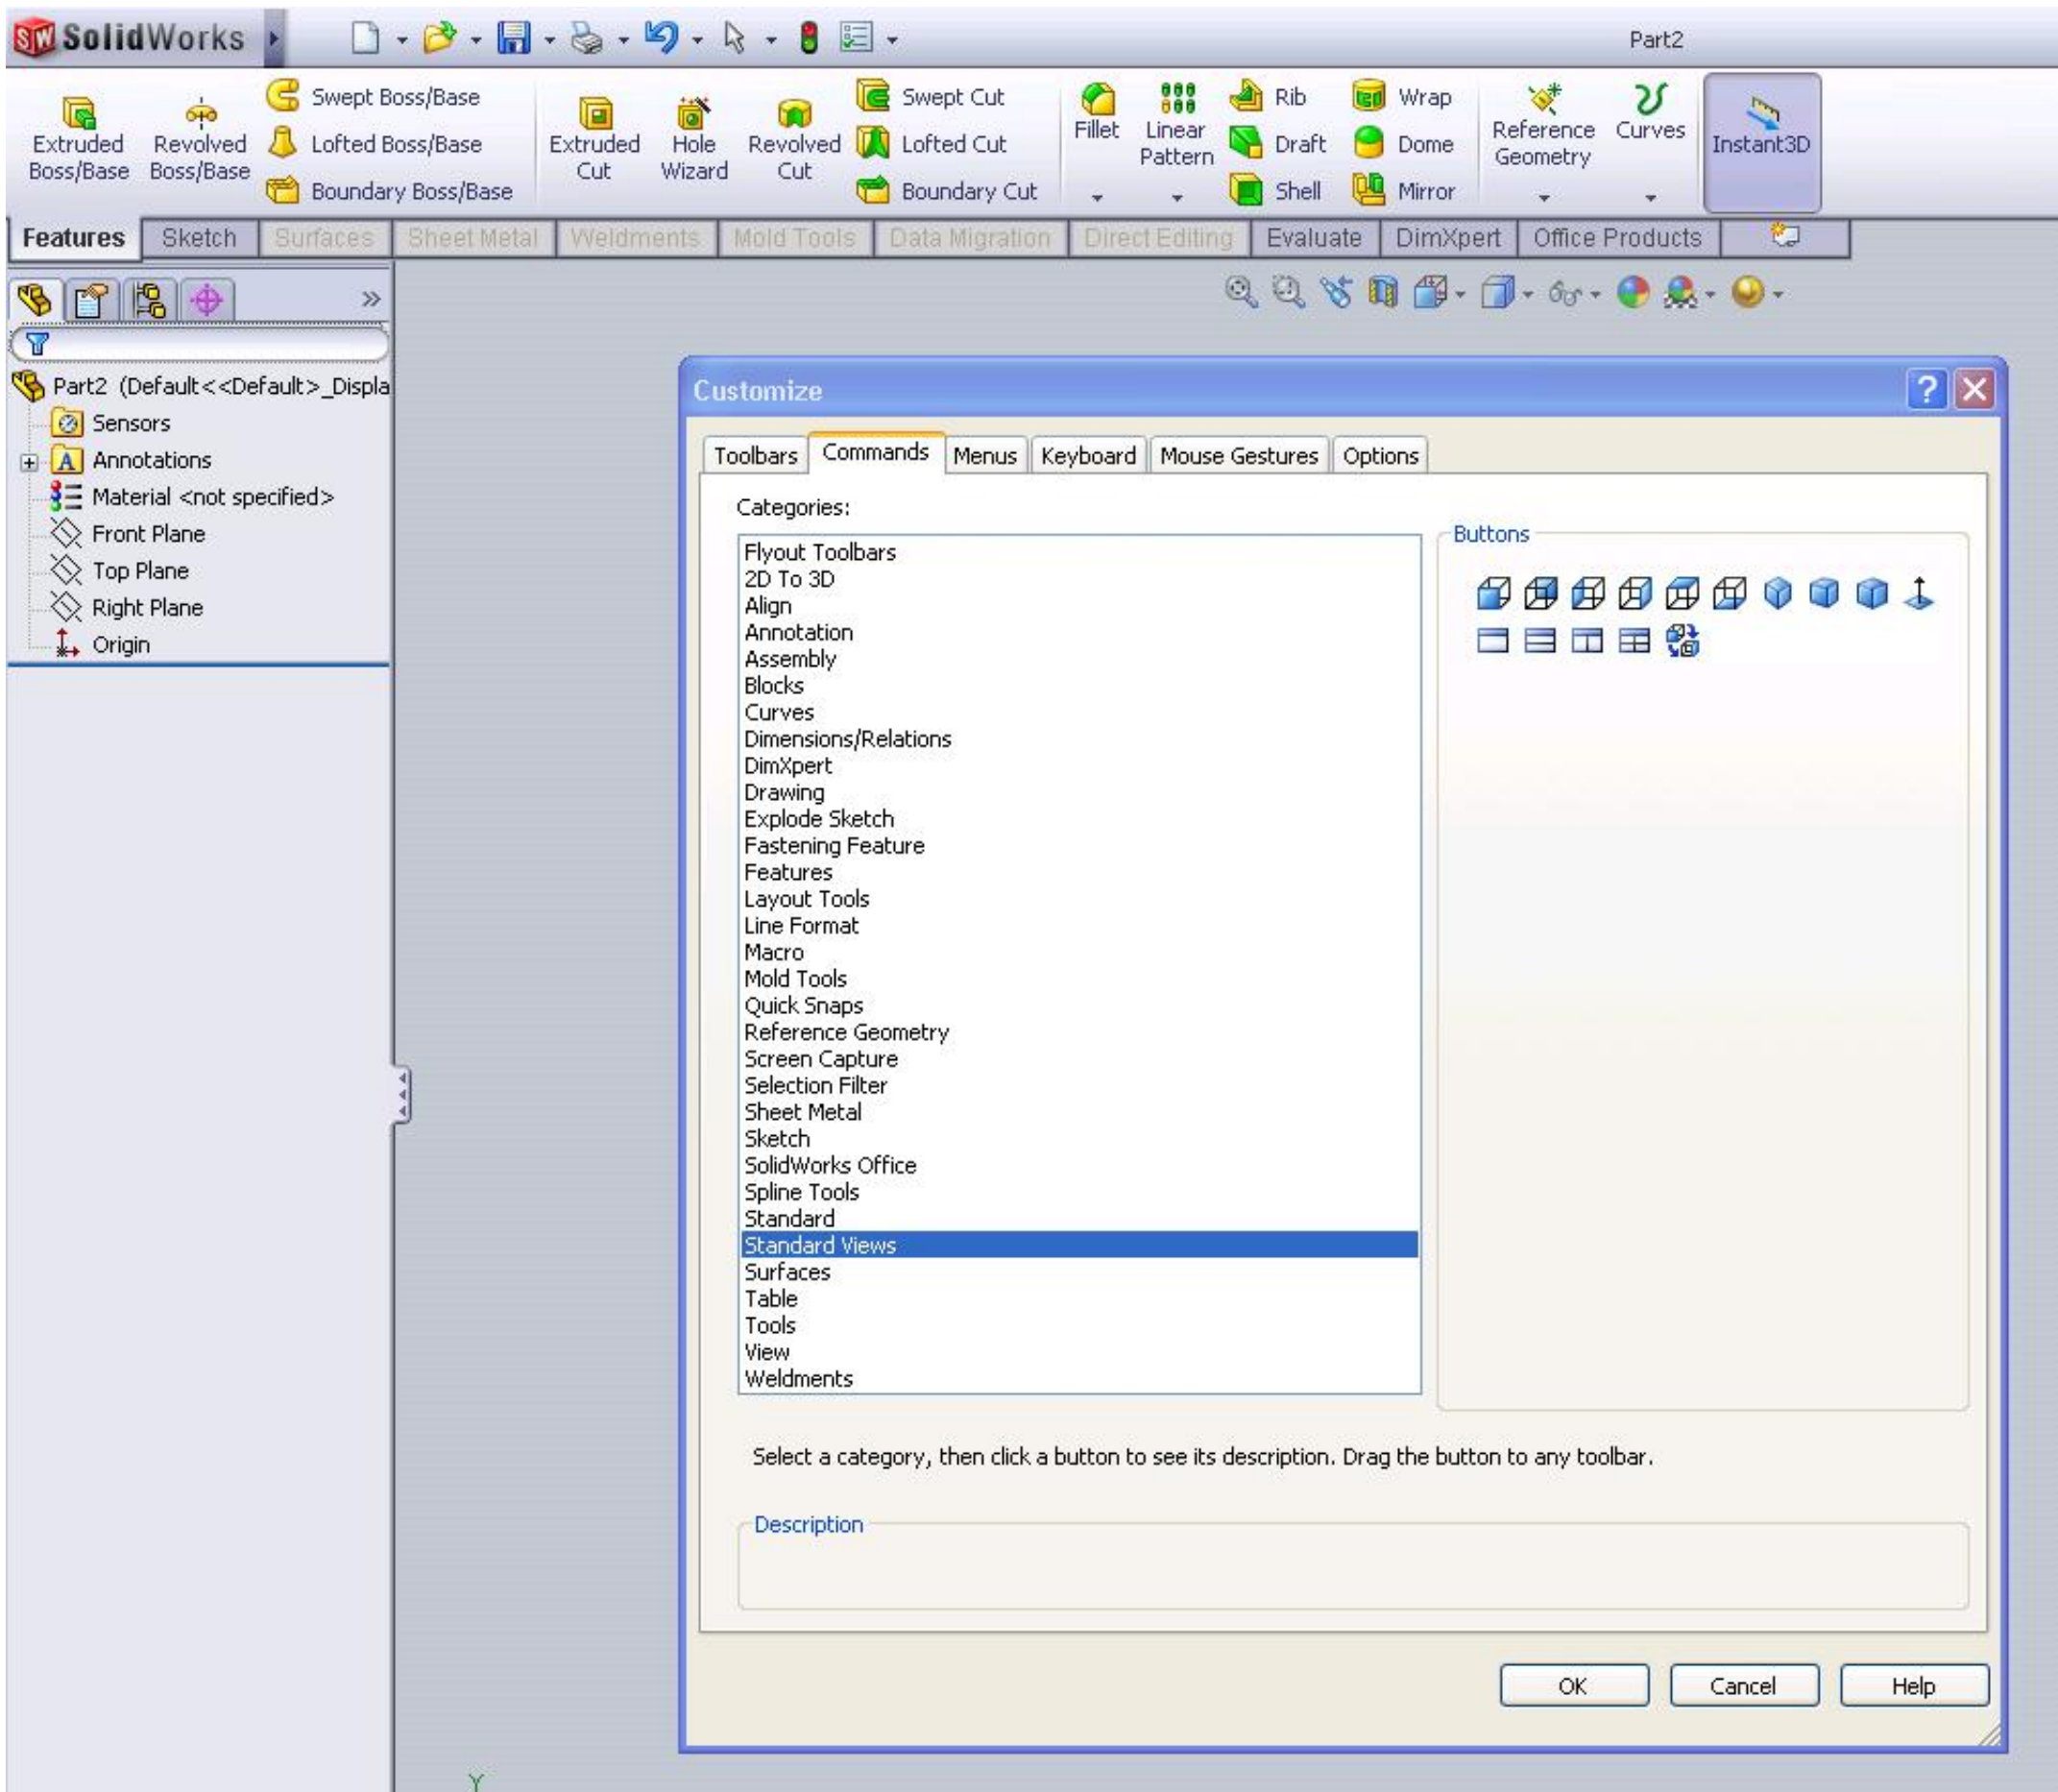 SW SolidWorks Part2
Extruded Boss/Base
Revolved Boss/Base
Swept Boss/Base
Lofted Boss/Base
Boundary Boss/Base
Extruded Cut
Hole Wizard
Revolved Cut
Swept Cut
Lofted Cut
Boundary Cut
Fillet
Linear Pattern
Rib
Draft
Shell
Wrap
Dome
Mirror
Reference Geometry
Curves
Instant3D
Features Sketch Surfaces Sheet Metal Weldments Mold Tools Data Migration Direct Editing Evaluate DimXpert Office Products
Part2 (Default<<Default>_Displa
Sensors
A Annotations
Material <not specified>
Front Plane
Top Plane
Right Plane
Origin
Customize
Toolbars Commands Menus Keyboard Mouse Gestures Options
Categories:
Flyout Toolbars
2D To 3D
Align
Annotation
Assembly
Blocks
Curves
Dimensions/Relations
DimXpert
Drawing
Explode Sketch
Fastening Feature
Features
Layout Tools
Line Format
Macro
Mold Tools
Quick Snaps
Reference Geometry
Screen Capture
Selection Filter
Sheet Metal
Sketch
SolidWorks Office
Spline Tools
Standard
Standard Views
Surfaces
Table
Tools
View
Weldments
Buttons
Select a category, then click a button to see its description. Drag the button to any toolbar.
Description
OK Cancel Help
Y